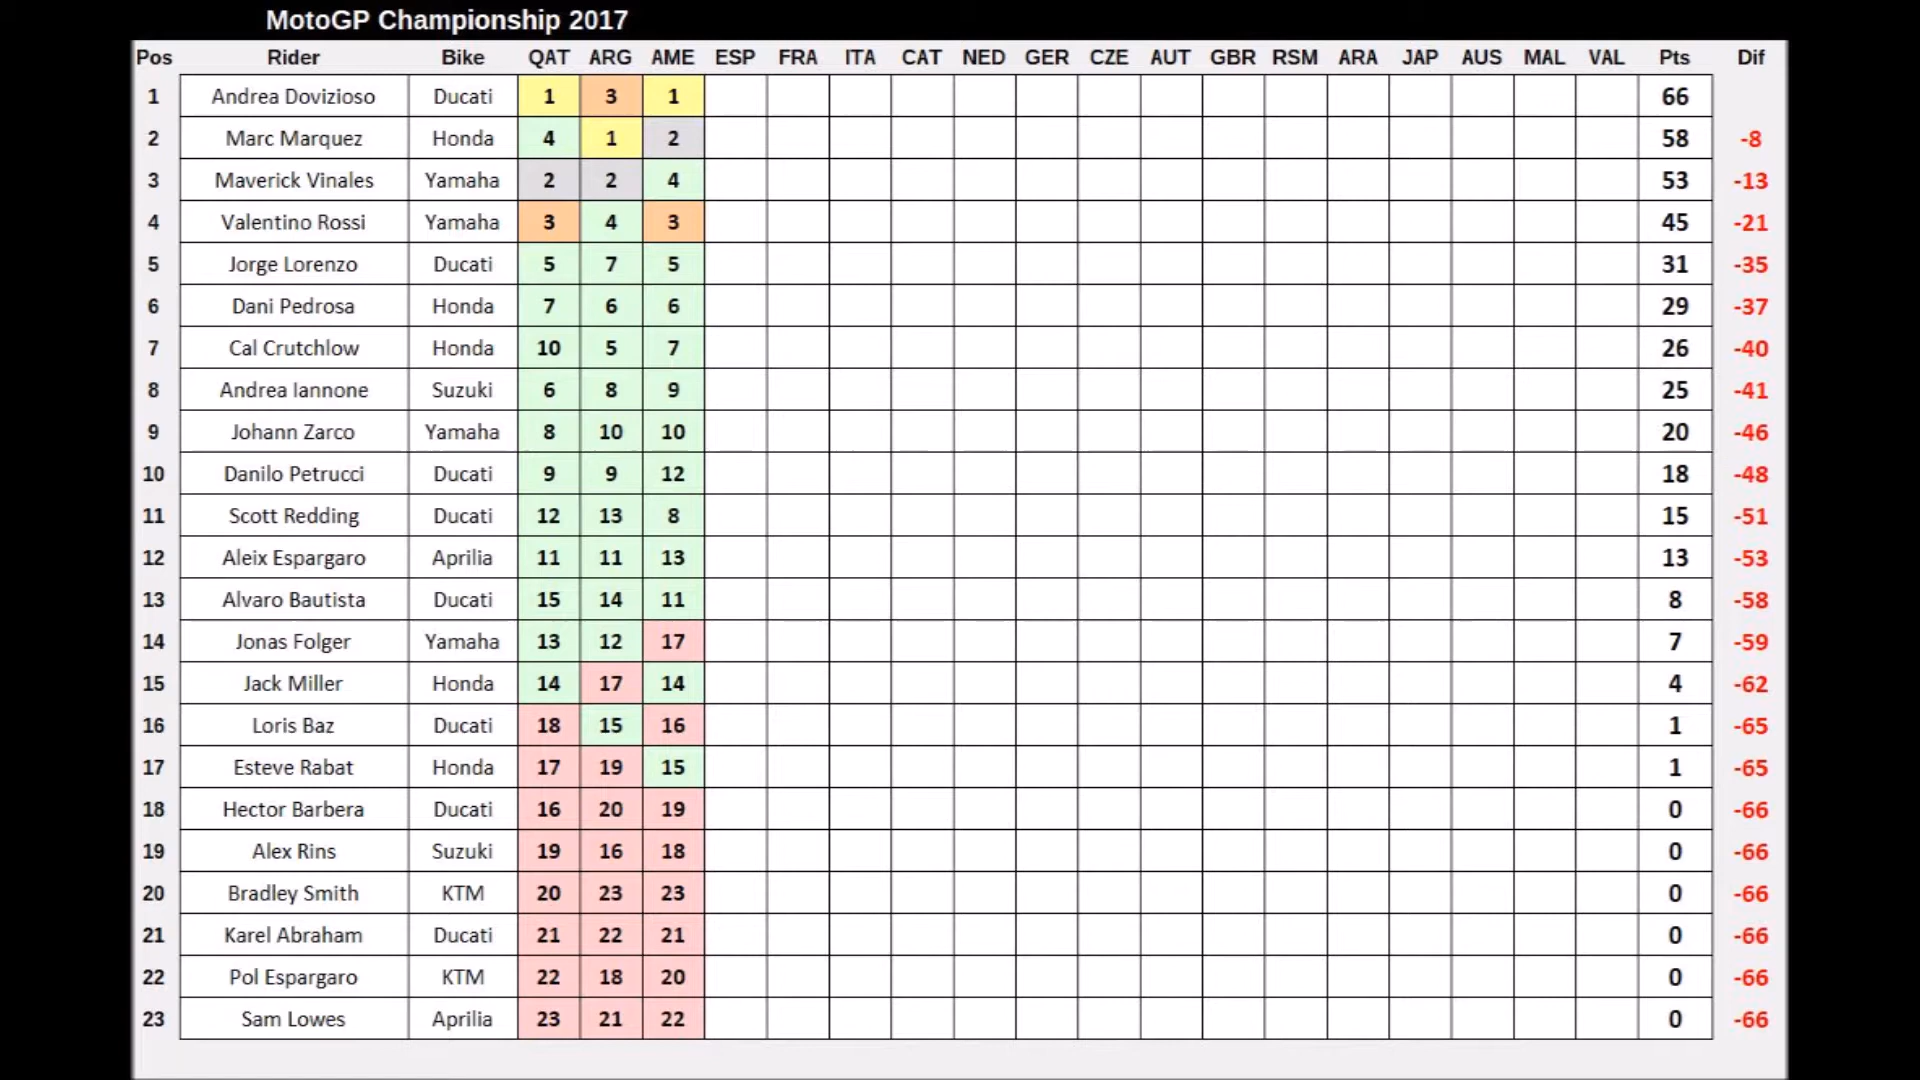 MotoGP Championship 2017
Pos Rider Bike QAT ARG AME ESP FRA ITA CAT NED GER CZE AUT GBR RSM ARA JAP AUS MAL VAL Pts Dif
1 Andrea Dovizioso Ducati 1 3 1 66
2 Marc Marquez Honda 4 1 2 58 -8
3 Maverick Vinales Yamaha 2 2 4 53 -13
4 Valentino Rossi Yamaha 3 4 3 45 -21
5 Jorge Lorenzo Ducati 5 7 5 31 -35
6 Dani Pedrosa Honda 7 6 6 29 -37
7 Cal Crutchlow Honda 10 5 7 26 -40
8 Andrea Iannone Suzuki 6 8 9 25 -41
9 Johann Zarco Yamaha 8 10 10 20 -46
10 Danilo Petrucci Ducati 9 9 12 18 -48
11 Scott Redding Ducati 12 13 8 15 -51
12 Aleix Espargaro Aprilia 11 11 13 13 -53
13 Alvaro Bautista Ducati 15 14 11 8 -58
14 Jonas Folger Yamaha 13 12 17 7 -59
15 Jack Miller Honda 14 17 14 4 -62
16 Loris Baz Ducati 18 15 16 1 -65
17 Esteve Rabat Honda 17 19 15 1 -65
18 Hector Barbera Ducati 16 20 19 0 -66
19 Alex Rins Suzuki 19 16 18 0 -66
20 Bradley Smith KTM 20 23 23 0 -66
21 Karel Abraham Ducati 21 22 21 0 -66
22 Pol Espargaro KTM 22 18 20 0 -66
23 Sam Lowes Aprilia 23 21 22 0 -66